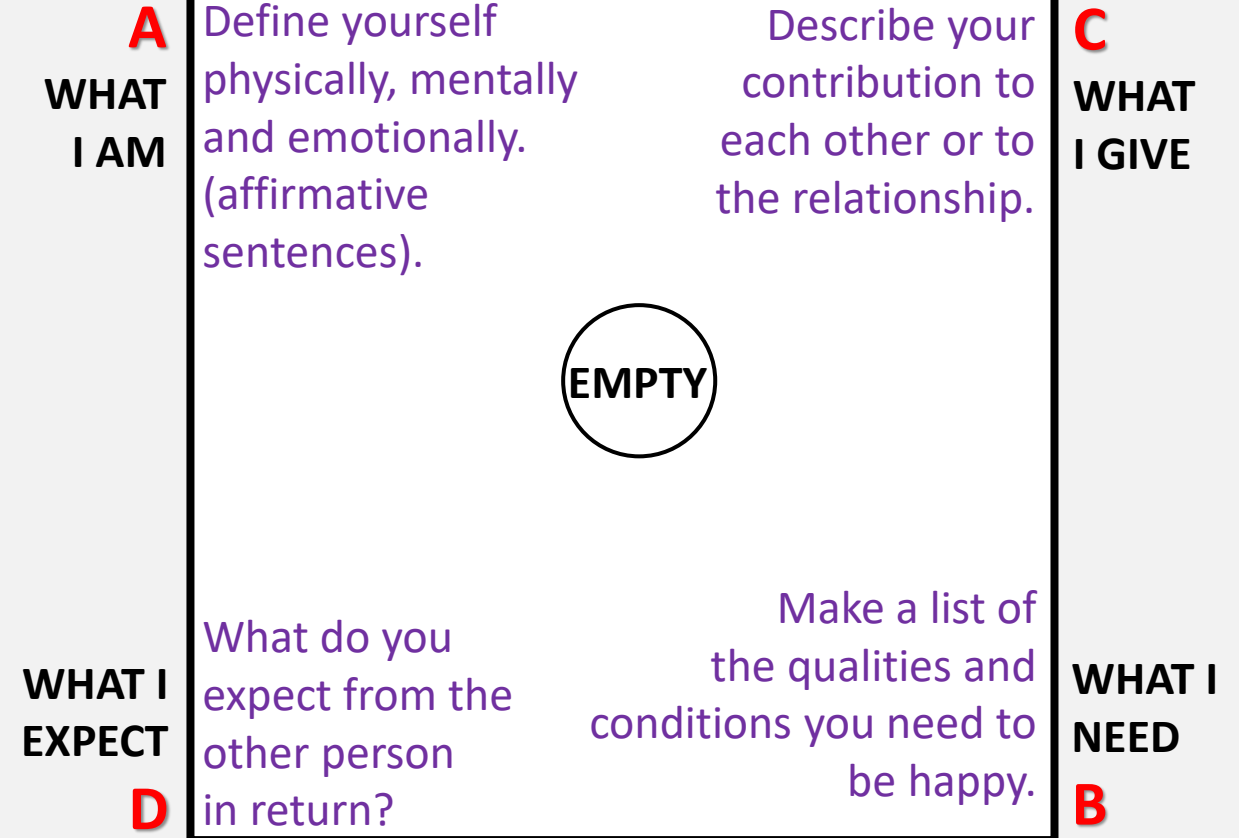 A
WHAT
I AM
Define yourself
physically, mentally
and emotionally.
(affirmative
sentences).
Describe your
contribution to
each other or to
the relationship.
C
WHAT
I GIVE
EMPTY
WHAT I
EXPECT
D
What do you
expect from the
other person
in return?
Make a list of
the qualities and
conditions you need to
be happy.
WHAT I
NEED
B